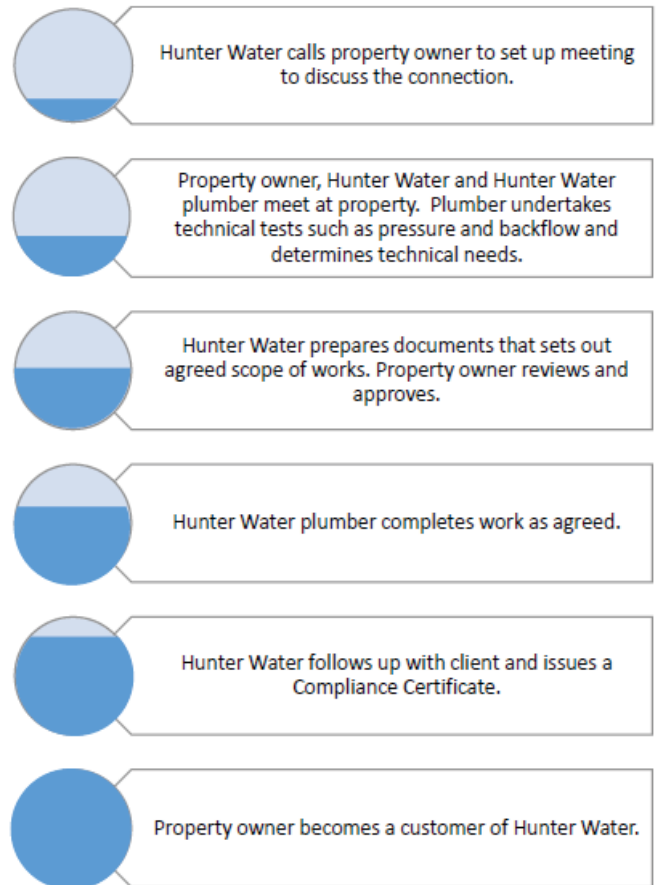 Hunter Water calls property owner to set up meeting
to discuss the connection.
Property owner, Hunter Water and Hunter Water
plumber meet at property.  Plumber undertakes
technical tests such as pressure and backflow and
determines technical needs.
Hunter Water prepares documents that sets out
agreed scope of works. Property owner reviews and
approves.
Hunter Water plumber completes work as agreed.
Hunter Water follows up with client and issues a
Compliance Certificate.
Property owner becomes a customer of Hunter Water.